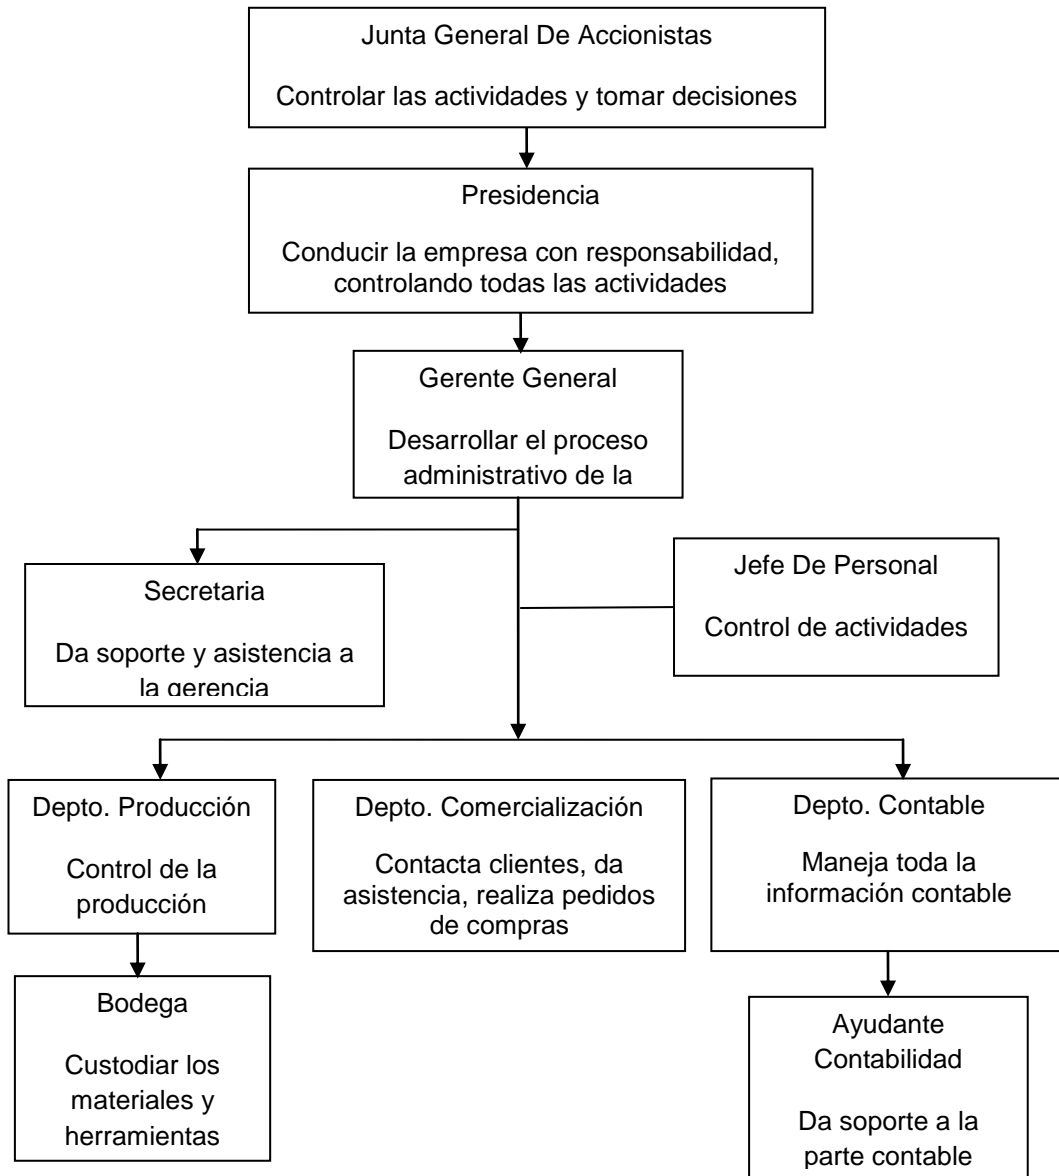 Junta General De Accionistas
Controlar las actividades y tomar decisiones
Presidencia
Conducir la empresa con responsabilidad,
controlando todas las actividades
Gerente General
Desarrollar el proceso
administrativo de la
Secretaria
Da soporte y asistencia a
la gerencia
Jefe De Personal
Control de actividades
Depto. Producción
Control de la
producción
Depto. Comercialización
Contacta clientes, da
asistencia, realiza pedidos
de compras
Depto. Contable
Maneja toda la
información contable
Bodega
Custodiar los
materiales y
herramientas
Ayudante
Contabilidad
Da soporte a la
parte contable